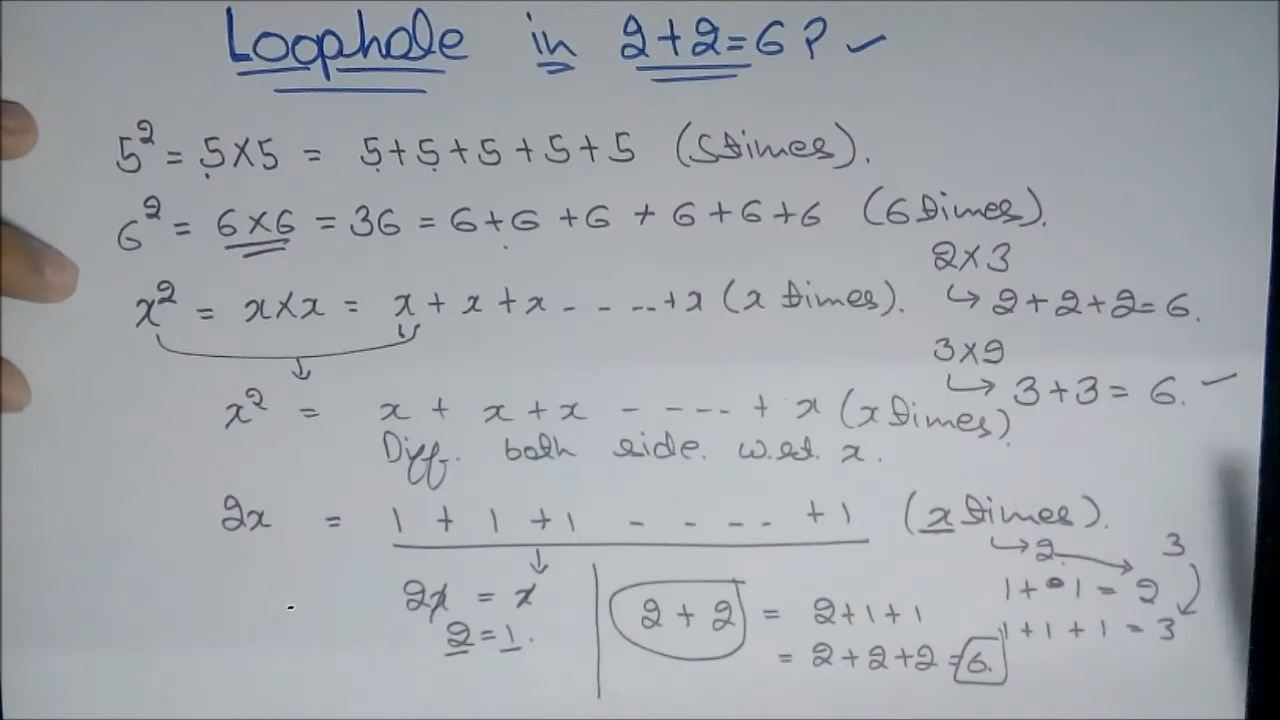 Loophole in 2+2=6? ✓
5² = 5×5 = 5+5+5+5+5 (5times).
6² = 6×6 = 36 = 6+6+6+6+6+6 (6times).
2×3
↳ 2+2+2=6.
x² = x×x = x+x+x-----+x (x times).
3×2
↳ 3+3=6.
x² = x + x + x - ---- + x (x times)
Diff. both side. w.r.t. x.
2x = 1 + 1 + 1 - - - -- + 1 (x times).
↳ 2 → 1+1=2
3
1+1+1=3
2x = x
2=1.
2+2 = 2+1+1
= 2+2+2=6.